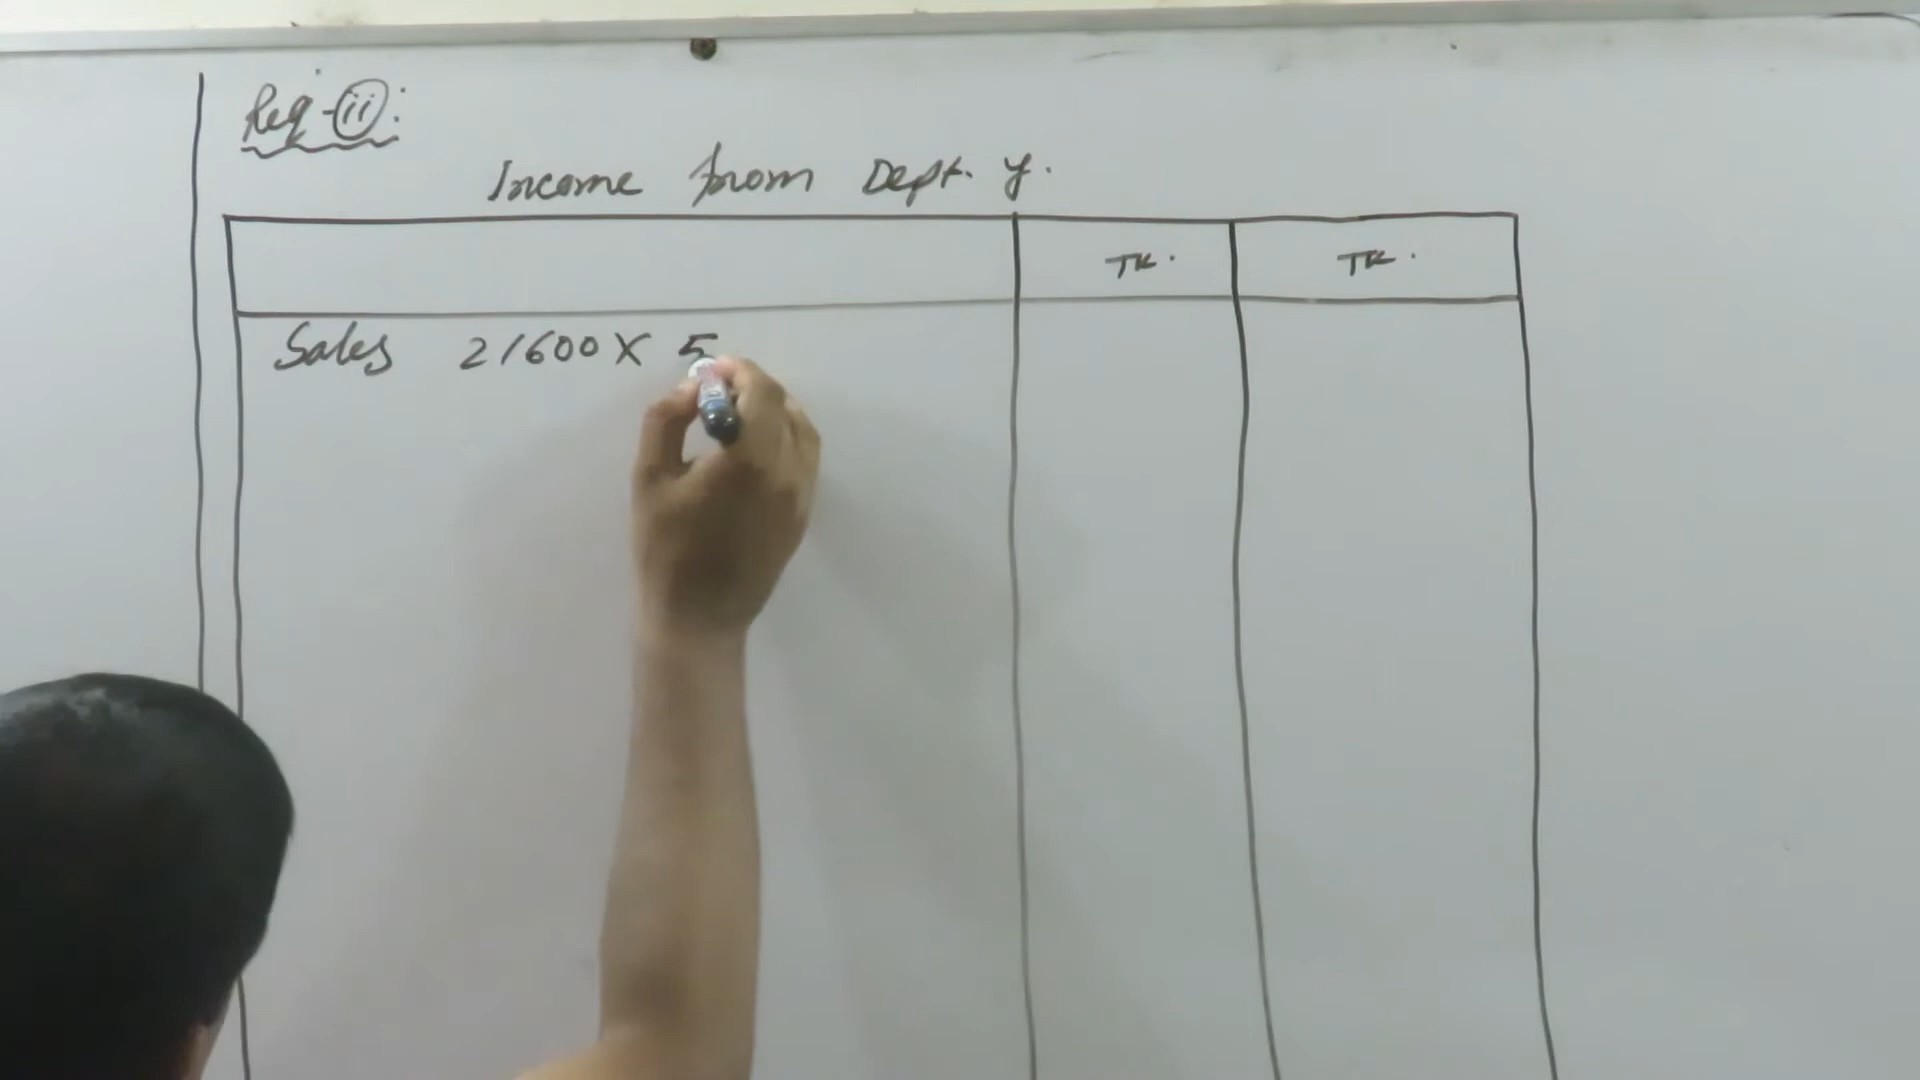 Req-(ii):
Income from Dept. Y.
TK. TK.
Sales 21600 X 5